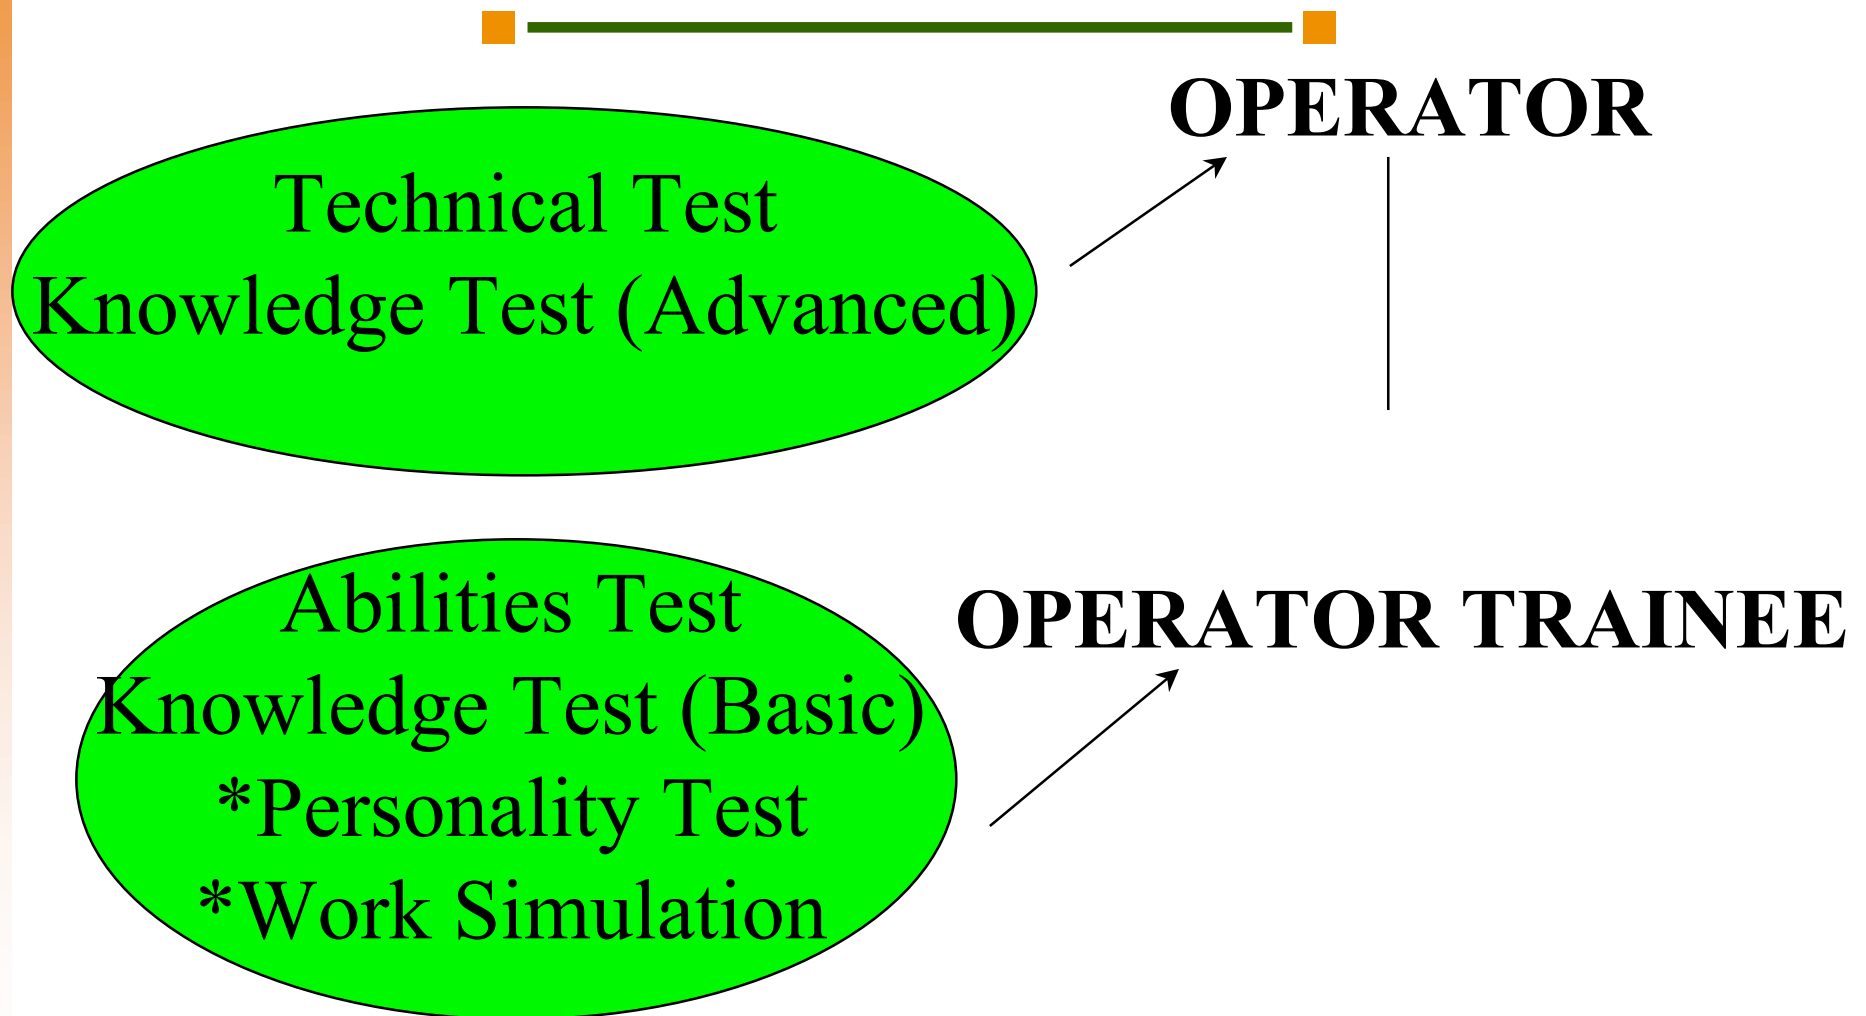 OPERATOR
Technical Test
Knowledge Test (Advanced)
Abilities Test
OPERATOR TRAINEE
Knowledge Test (Basic)
*Personality Test
*Work Simulation